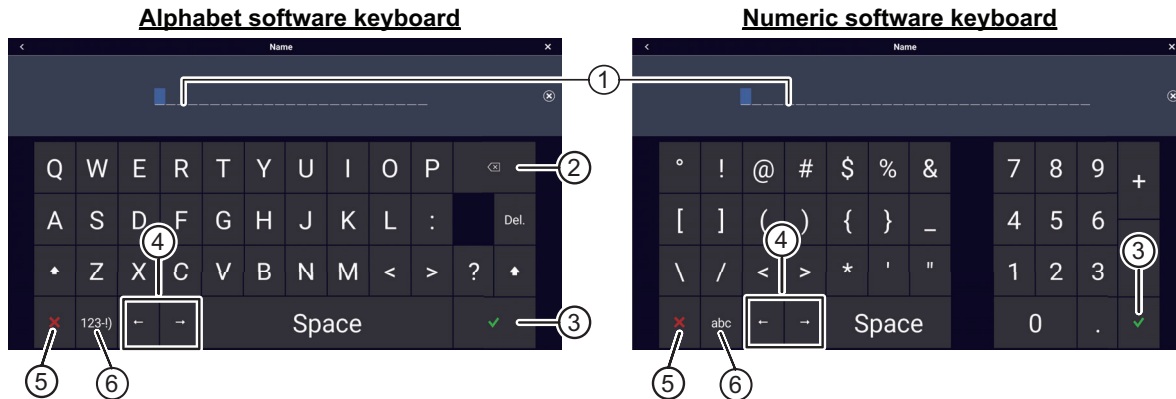 Alphabet software keyboard
Numeric software keyboard
< Name ×
< Name ×
1
Q W E R T Y U I O P
2
A S D F G H J K L : Del.
4
Z X C V B N M < > ?
123-!) ← → Space
3
5
6
° ! @ # $ % & 7 8 9 +
[ ] ( ) { } _ 4 5 6
4
3
\ / < > * ' " 1 2 3
abc ← → Space 0 .
5
6